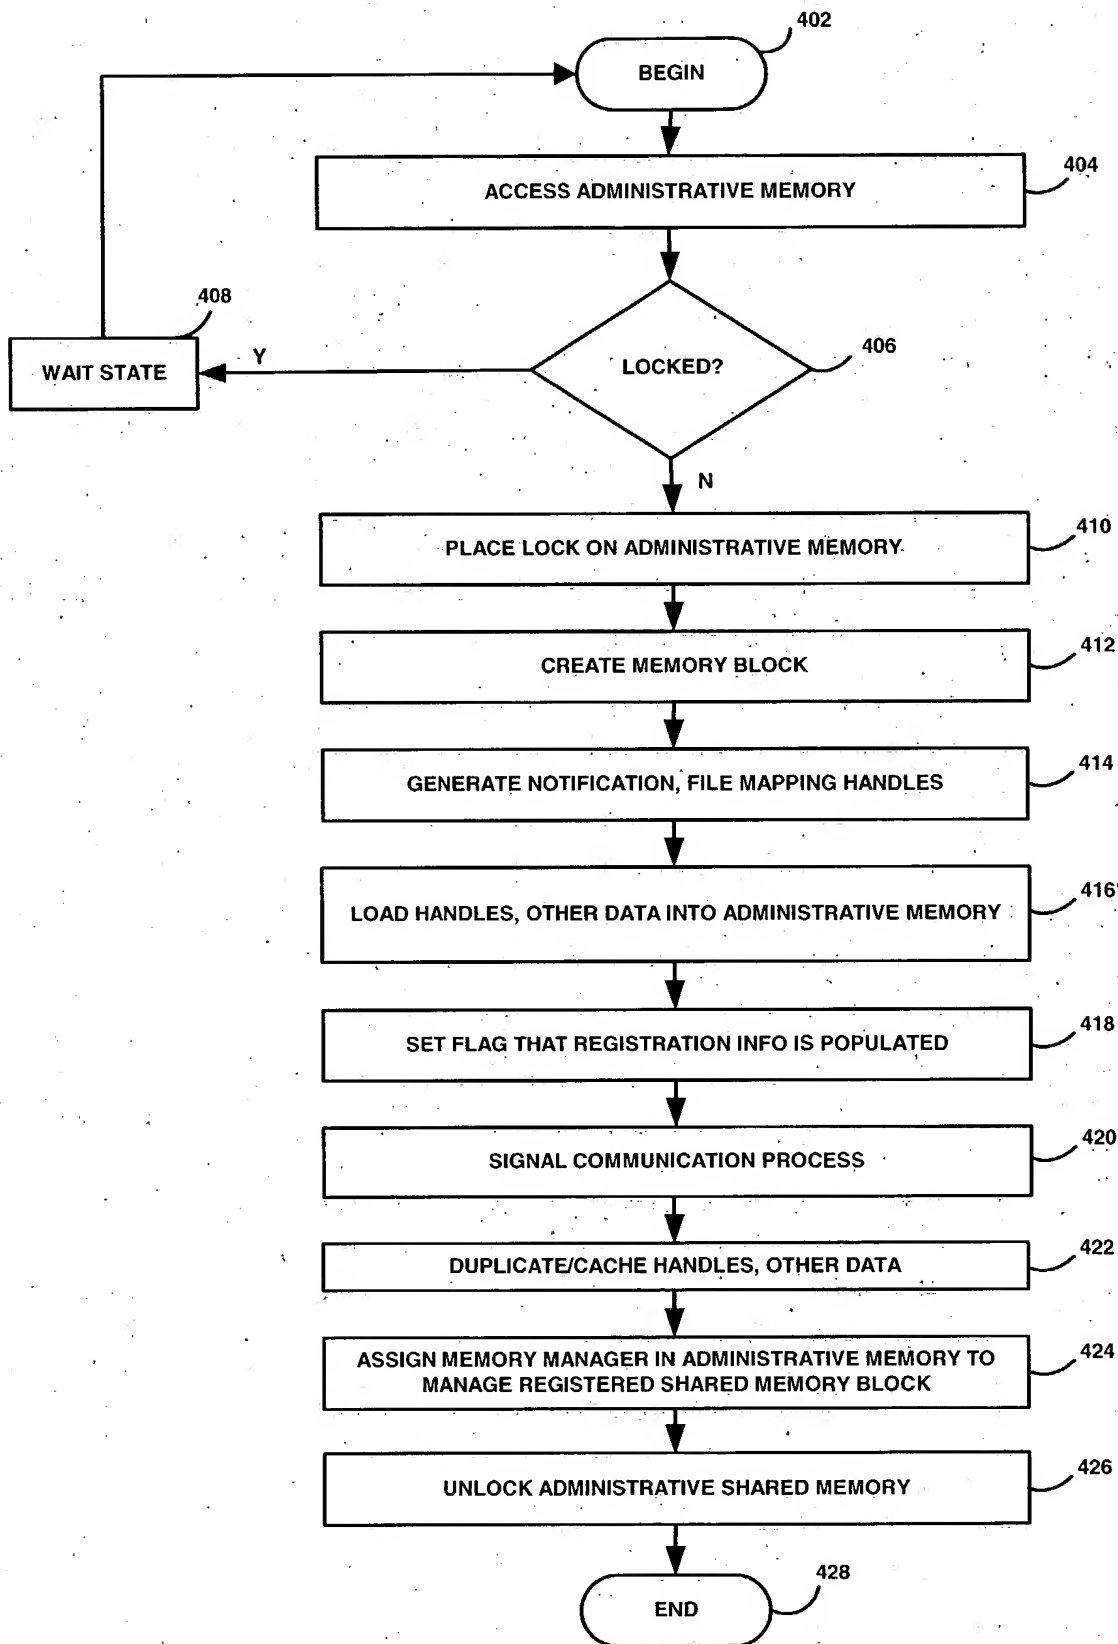 402
BEGIN
404
ACCESS ADMINISTRATIVE MEMORY
408
WAIT STATE
Y
LOCKED?
406
N
410
PLACE LOCK ON ADMINISTRATIVE MEMORY
412
CREATE MEMORY BLOCK
414
GENERATE NOTIFICATION, FILE MAPPING HANDLES
416
LOAD HANDLES, OTHER DATA INTO ADMINISTRATIVE MEMORY
418
SET FLAG THAT REGISTRATION INFO IS POPULATED
420
SIGNAL COMMUNICATION PROCESS
422
DUPLICATE/CACHE HANDLES, OTHER DATA
424
ASSIGN MEMORY MANAGER IN ADMINISTRATIVE MEMORY TO
MANAGE REGISTERED SHARED MEMORY BLOCK
426
UNLOCK ADMINISTRATIVE SHARED MEMORY
428
END